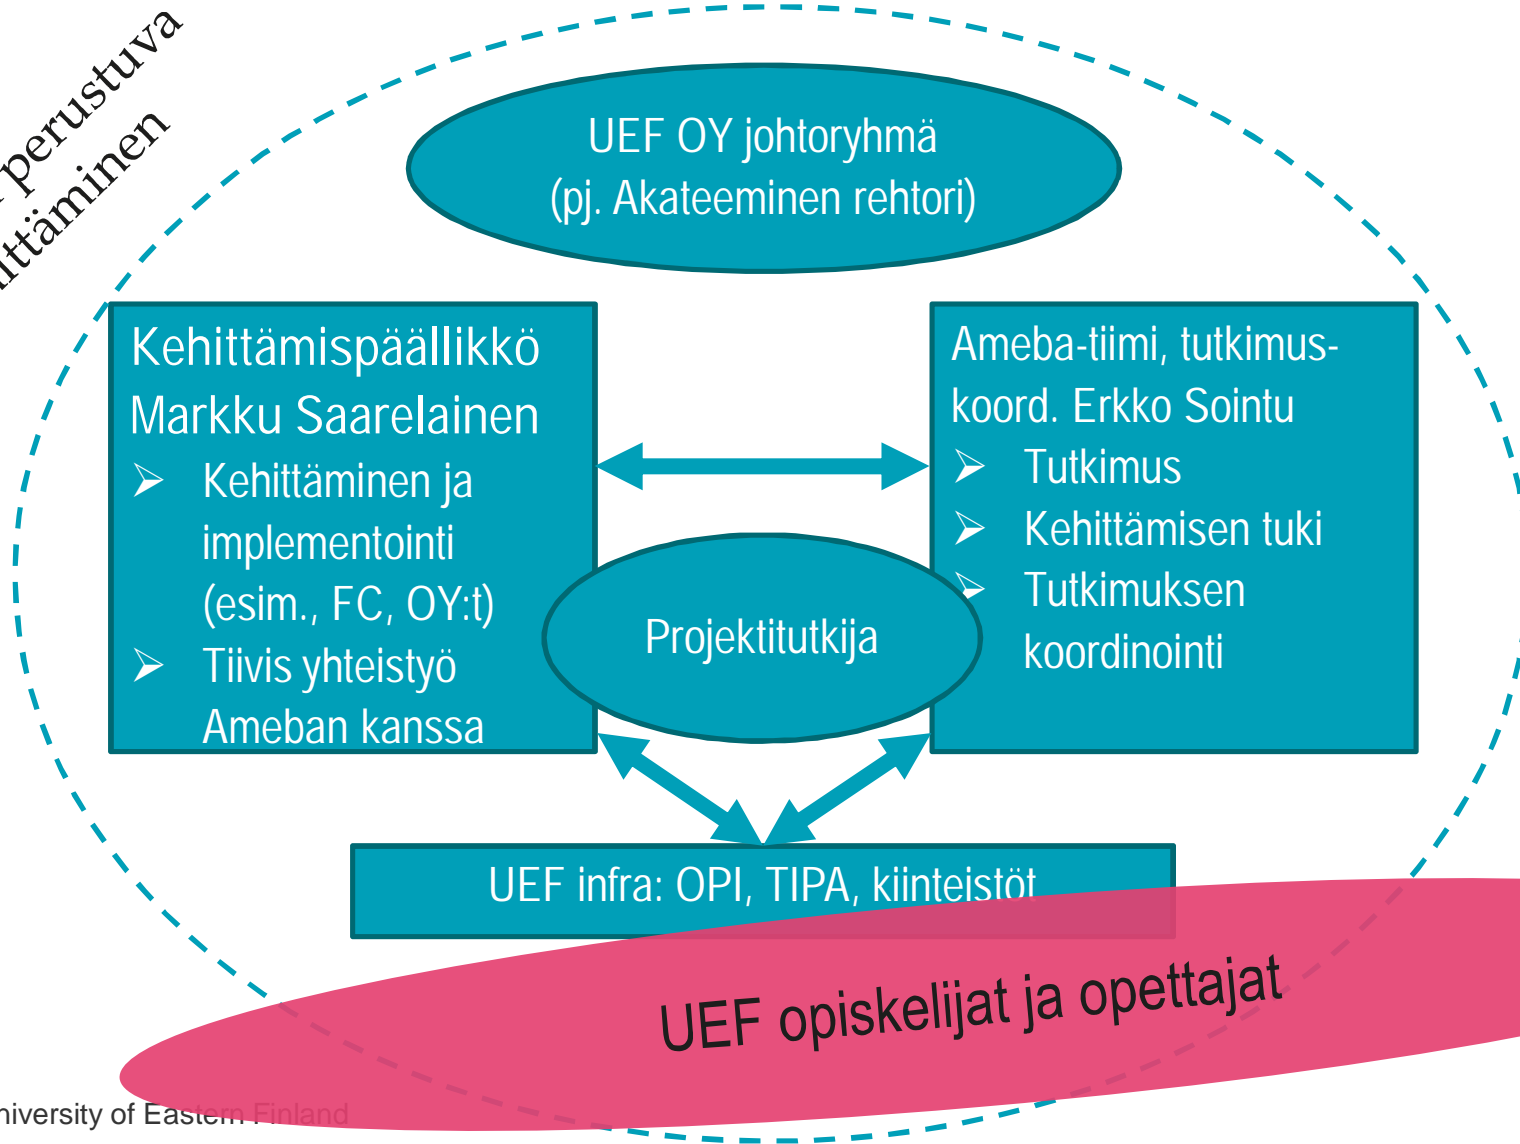 perustuva
UEF OY johtoryhmä
(pj. Akateeminen rehtori)
Kehittämispäällikkö
Markku Saarelainen
➢ Kehittäminen ja
implementointi
(esim., FC, OY:t)
➢ Tiivis yhteistyö
Ameban kanssa
Ameba-tiimi, tutkimus-
koord. Erkko Sointu
➢ Tutkimus
➢ Kehittämisen tuki
➢ Tutkimuksen
koordinointi
Projektitutkija
UEF infra: OPI, TIPA, kiinteistöt
UEF opiskelijat ja opettajat
of Eastern Finland